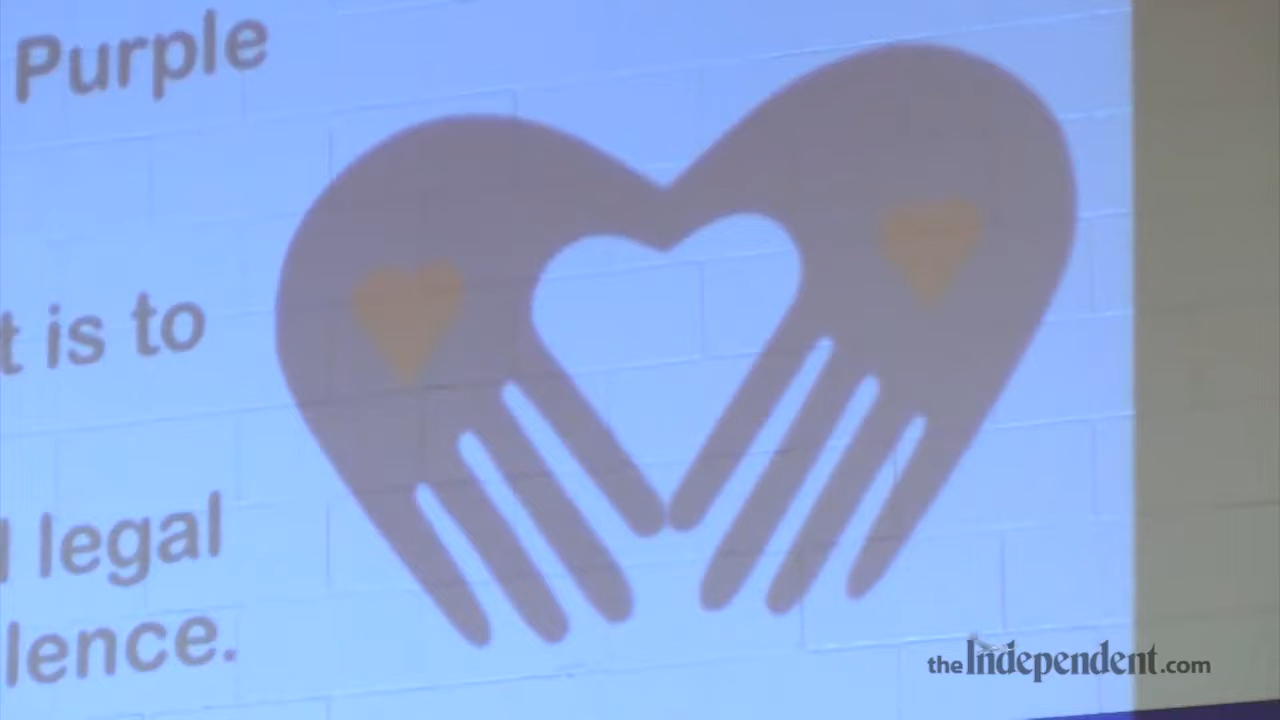 Purple
t is to
legal
lence.
theIndependent.com